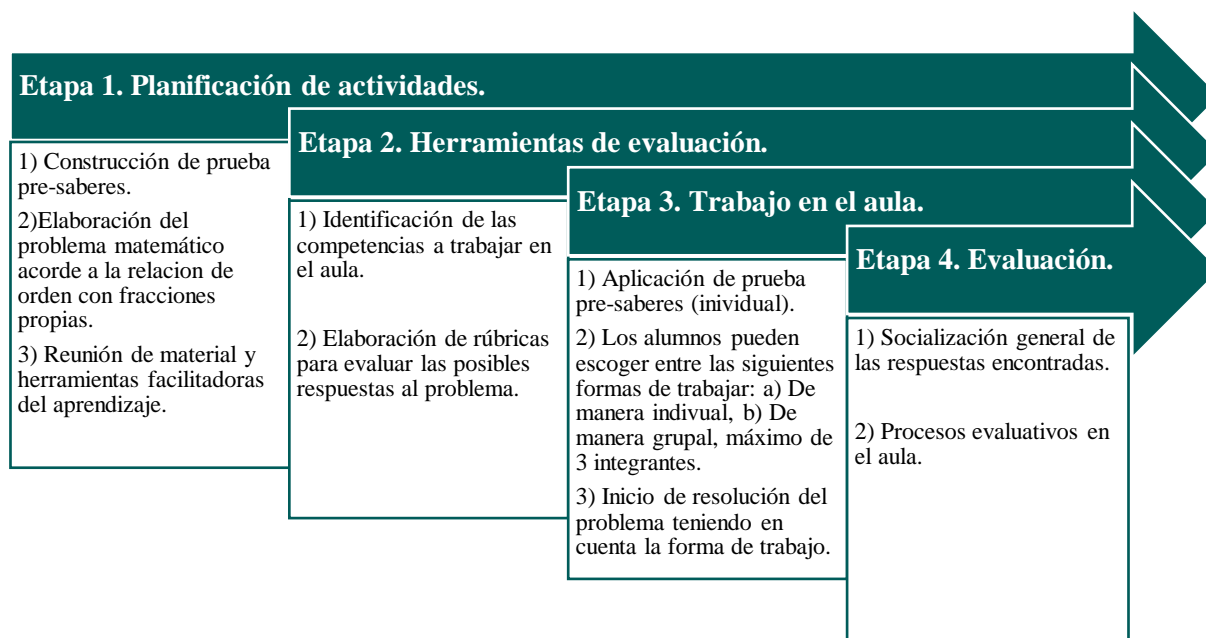 Etapa 1. Planificación de actividades.
1) Construcción de prueba
pre-saberes.
2)Elaboración del
problema matemático
acorde a la relacion de
orden con fracciones
propias.
3) Reunión de material y
herramientas facilitadoras
del aprendizaje.
Etapa 2. Herramientas de evaluación.
1) Identificación de las
competencias a trabajar en
el aula.
2) Elaboración de rúbricas
para evaluar las posibles
respuestas al problema.
Etapa 3. Trabajo en el aula.
1) Aplicación de prueba
pre-saberes (inividual).
2) Los alumnos pueden
escoger entre las siguientes
formas de trabajar: a) De
manera indivual, b) De
manera grupal, máximo de
3 integrantes.
3) Inicio de resolución del
problema teniendo en
cuenta la forma de trabajo.
Etapa 4. Evaluación.
1) Socialización general de
las respuestas encontradas.
2) Procesos evaluativos en
el aula.